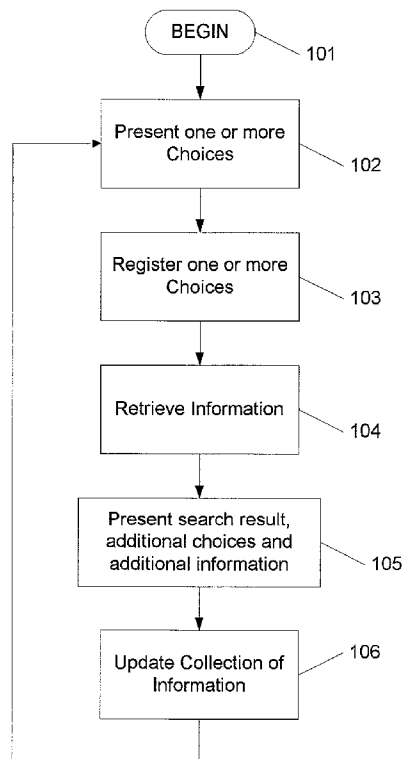 BEGIN
101
Present one or more
Choices
102
Register one or more
Choices
103
Retrieve Information
104
Present search result,
additional choices and
additional information
105
Update Collection of
Information
106